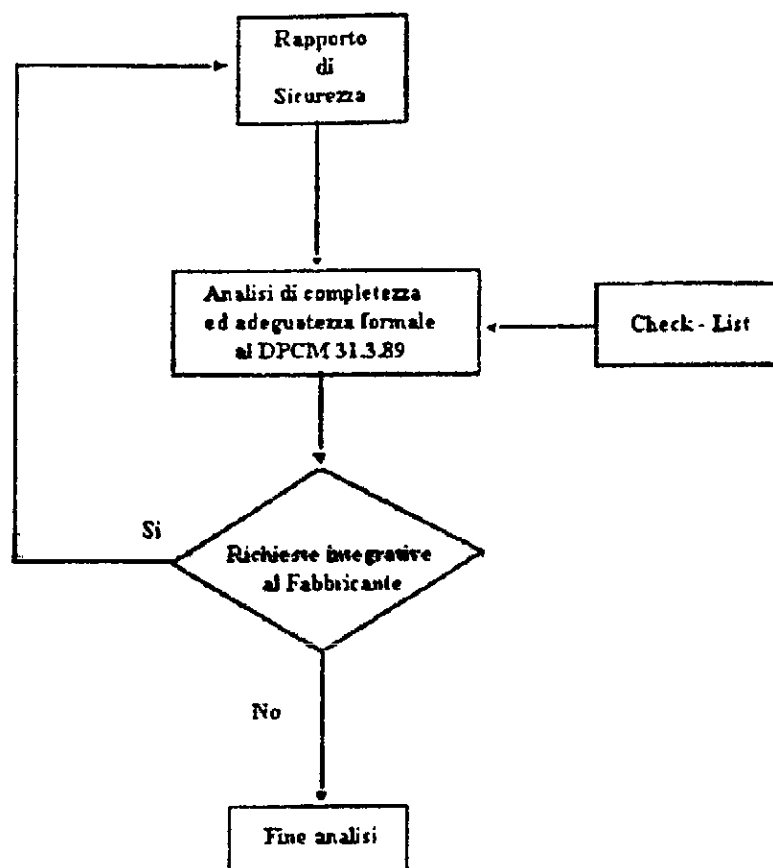 Rapporto
di
Sicurezza
Analisi di completezza
ed adeguatezza formale
al DPCM 31.3.89
Check - List
Si
Richieste integrative
al Fabbricante
No
Fine analisi